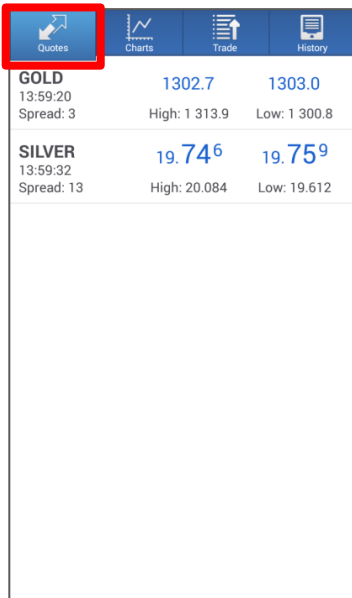 Quotes Charts Trade History
GOLD
13:59:20
Spread: 3
1302.7 1303.0
High: 1 313.9 Low: 1 300.8
SILVER
13:59:32
Spread: 13
19.746 19.759
High: 20.084 Low: 19.612